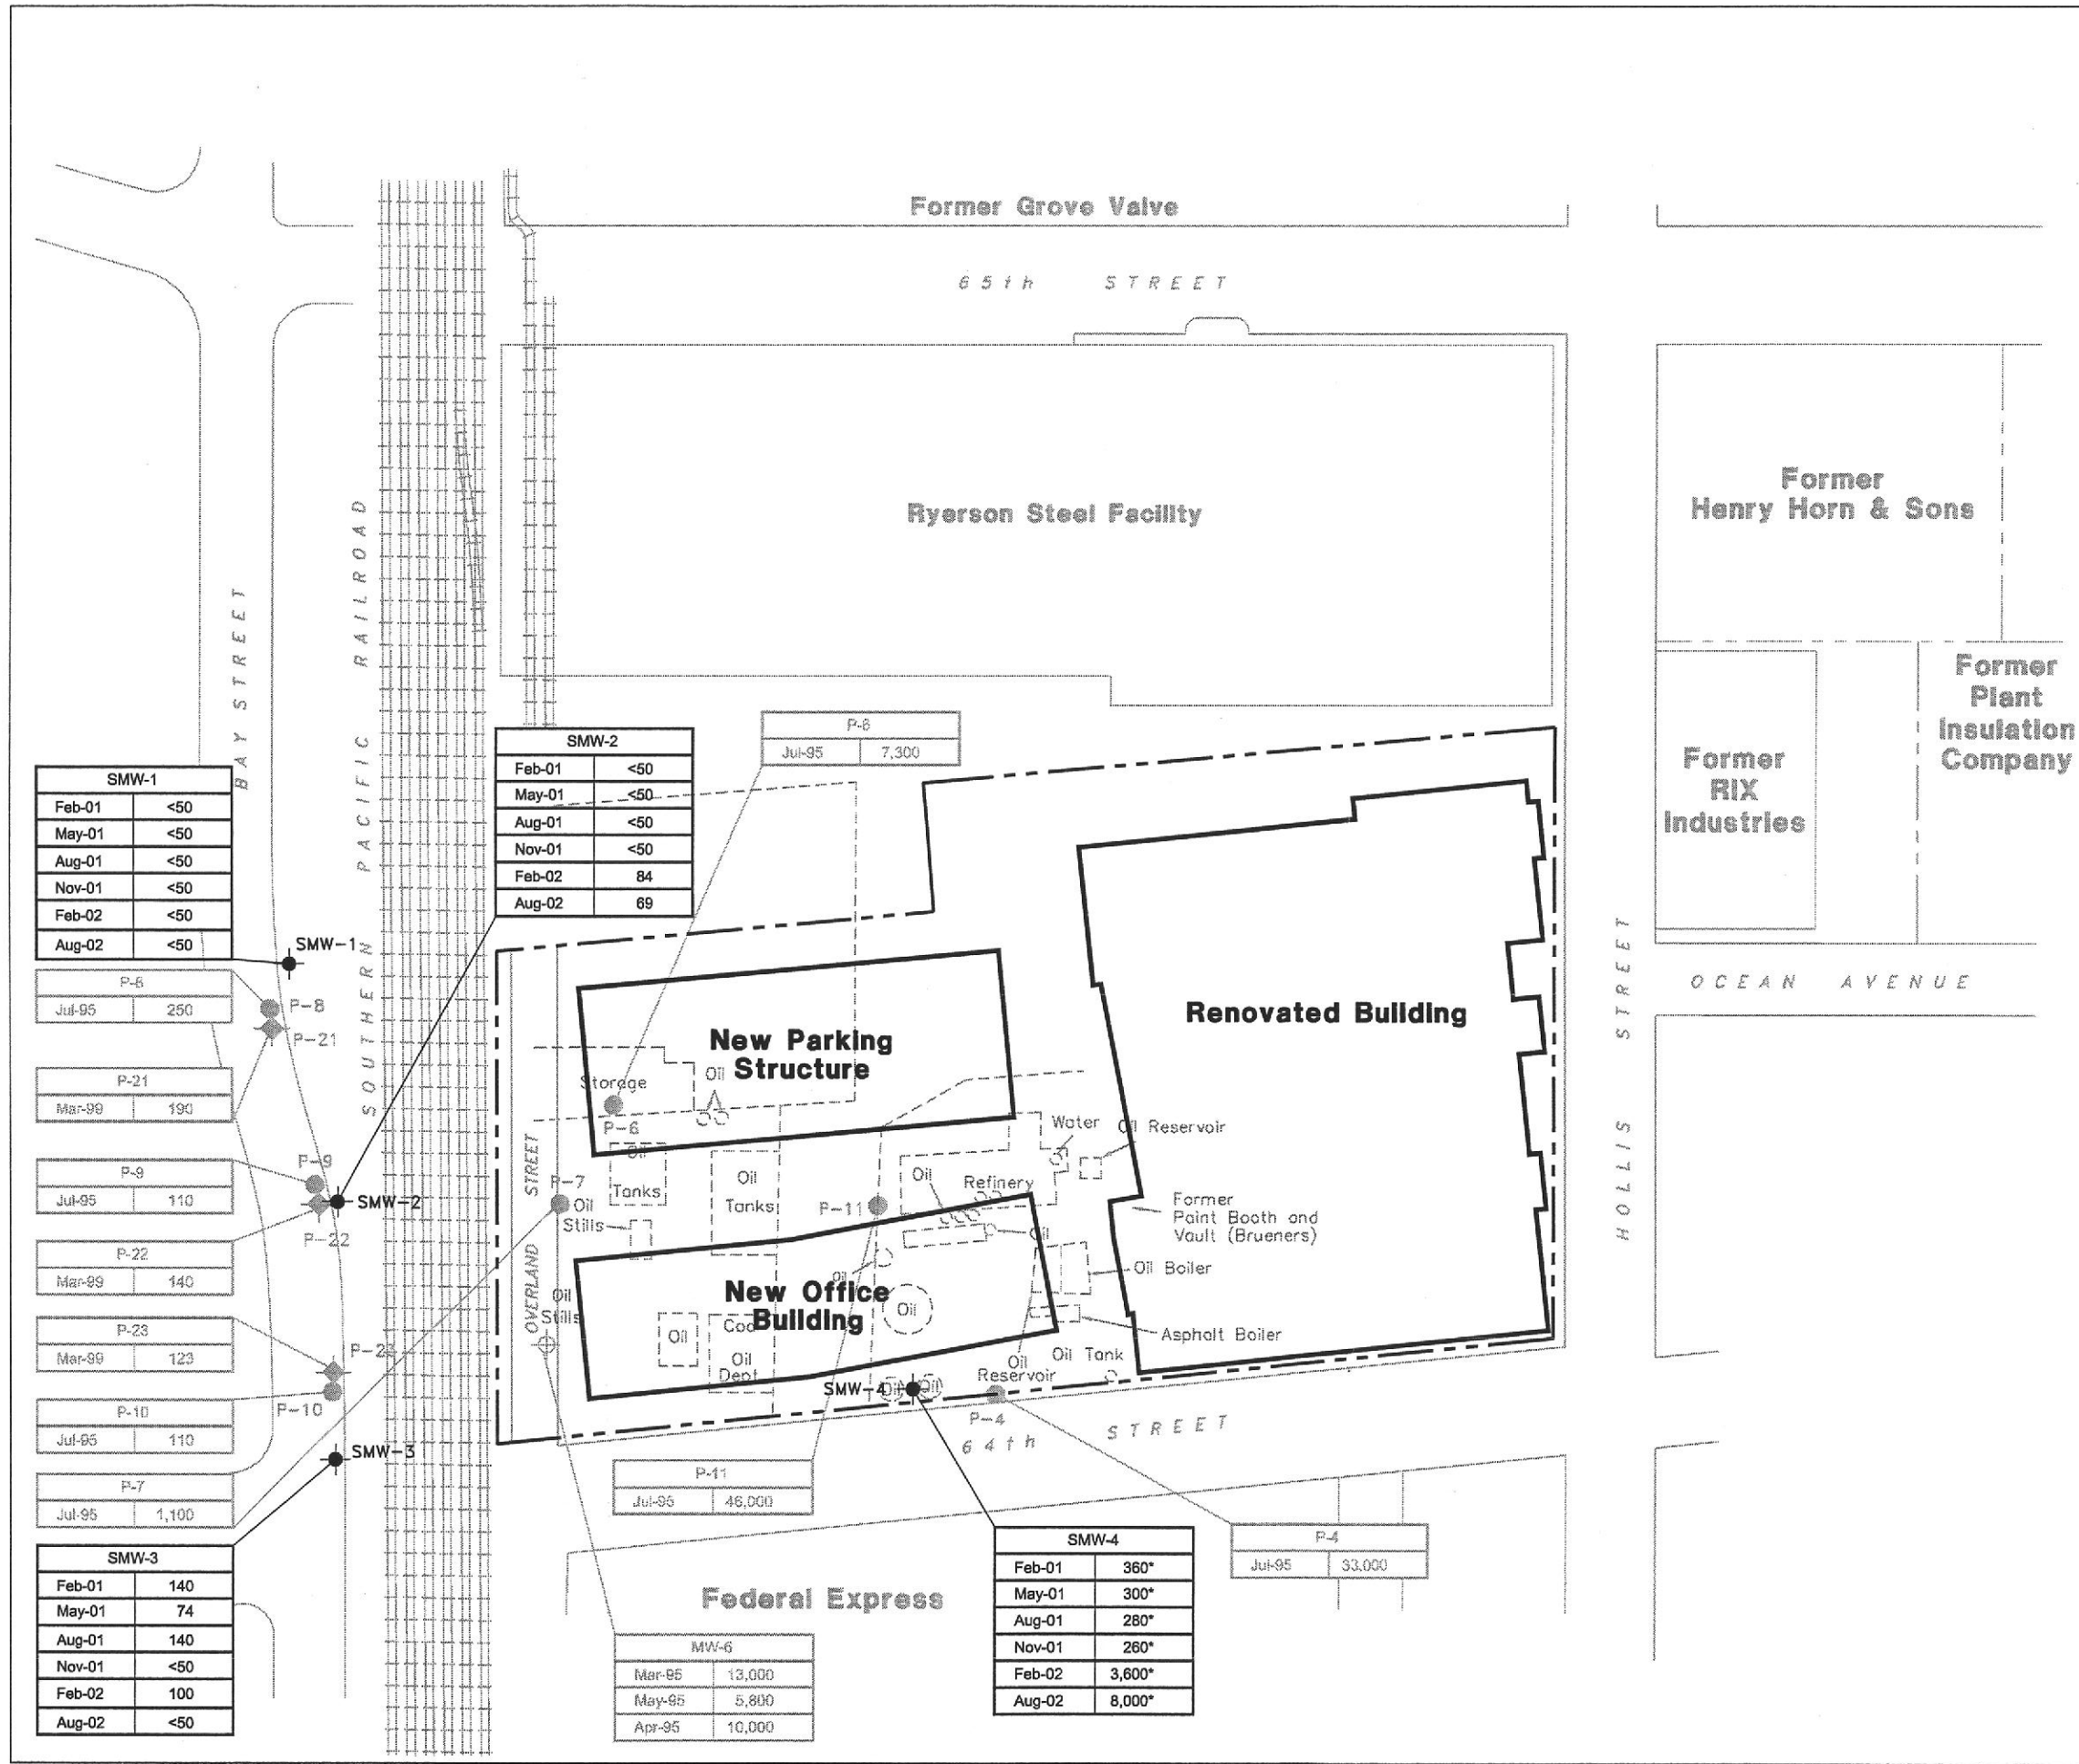 Former Grove Valve
65th STREET
Ryerson Steel Facility
Former
Henry Horn & Sons
Former
Plant
Insulation
Company
Former
RIX
Industries
BAY STREET
SOUTHERN PACIFIC RAILROAD
OVERLAND STREET
HOLLIS STREET
OCEAN AVENUE
64th STREET
SMW-1
Feb-01 <50
May-01 <50
Aug-01 <50
Nov-01 <50
Feb-02 <50
Aug-02 <50
SMW-2
Feb-01 <50
May-01 <50
Aug-01 <50
Nov-01 <50
Feb-02 84
Aug-02 69
P-6
Jul-95 7,300
P-8
Jul-95 250
P-21
Mar-99 190
P-9
Jul-95 110
P-22
Mar-99 140
P-23
Mar-99 123
P-10
Jul-95 110
P-7
Jul-95 1,100
SMW-3
Feb-01 140
May-01 74
Aug-01 140
Nov-01 <50
Feb-02 100
Aug-02 <50
SMW-1
P-8
P-21
P-9
SMW-2
P-22
P-23
P-10
SMW-3
New Parking
Structure
Renovated Building
Storage
Oil
P-6
Oil
Tanks
Oil
Tanks
P-7
Oil
Stills
P-11
Oil
Refinery
Water
Oil Reservoir
Former
Paint Booth and
Vault (Brueners)
Oil
Oil Boiler
Asphalt Boiler
Oil
Stills
New Office
Building
Oil
Oil
Oil
Coal
Oil
Dept
SMW-4
Oil
Oil
Oil
Reservoir
Oil Tank
P-4
P-11
Jul-95 46,000
Federal Express
MW-6
Mar-95 13,000
May-95 5,800
Apr-95 10,000
SMW-4
Feb-01 360*
May-01 300*
Aug-01 280*
Nov-01 260*
Feb-02 3,600*
Aug-02 8,000*
P-4
Jul-95 33,000